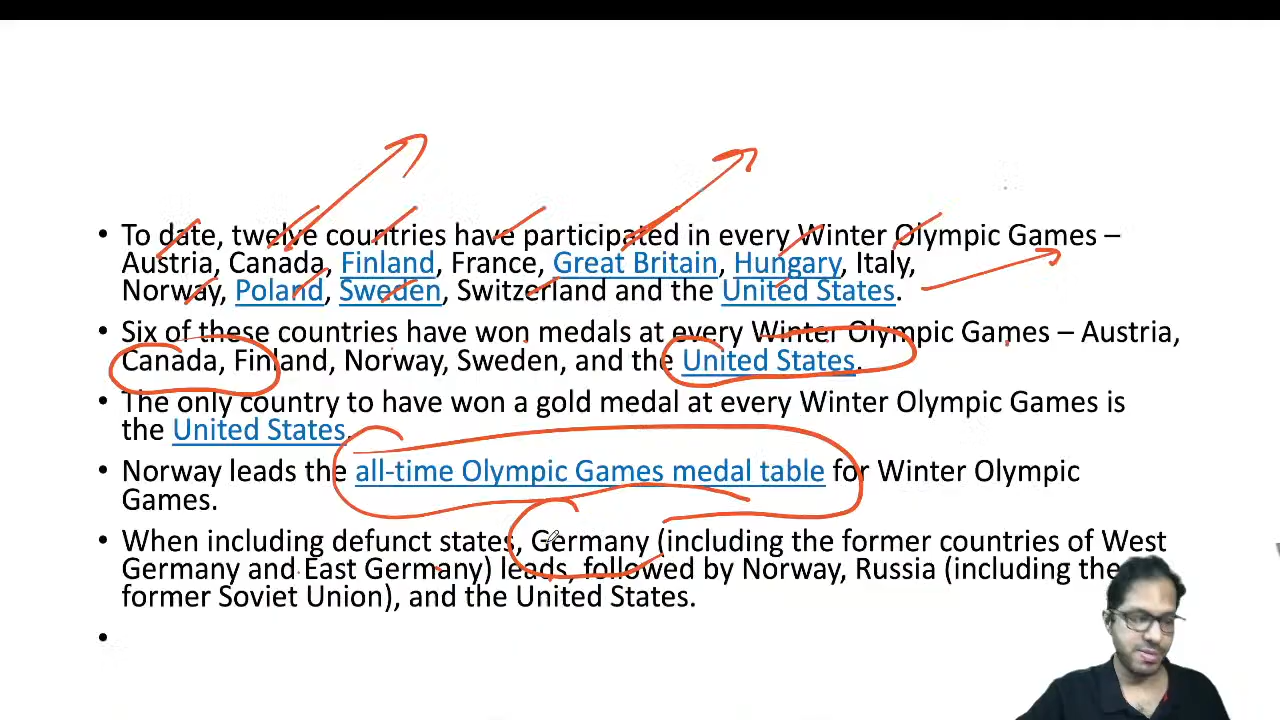 • To date, twelve countries have participated in every Winter Olympic Games –
Austria, Canada, Finland, France, Great Britain, Hungary, Italy,
Norway, Poland, Sweden, Switzerland and the United States.
• Six of these countries have won medals at every Winter Olympic Games – Austria,
Canada, Finland, Norway, Sweden, and the United States.
• The only country to have won a gold medal at every Winter Olympic Games is
the United States.
• Norway leads the all-time Olympic Games medal table for Winter Olympic
Games.
• When including defunct states, Germany (including the former countries of West
Germany and East Germany) leads, followed by Norway, Russia (including the
former Soviet Union), and the United States.
•